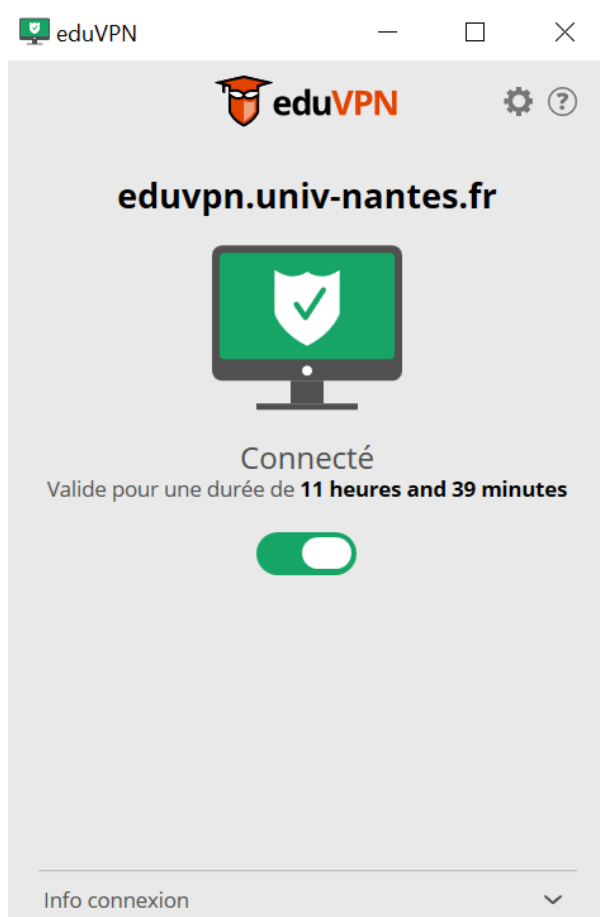 eduVPN
eduVPN
eduvpn.univ-nantes.fr
Connecté
Valide pour une durée de 11 heures and 39 minutes
Info connexion